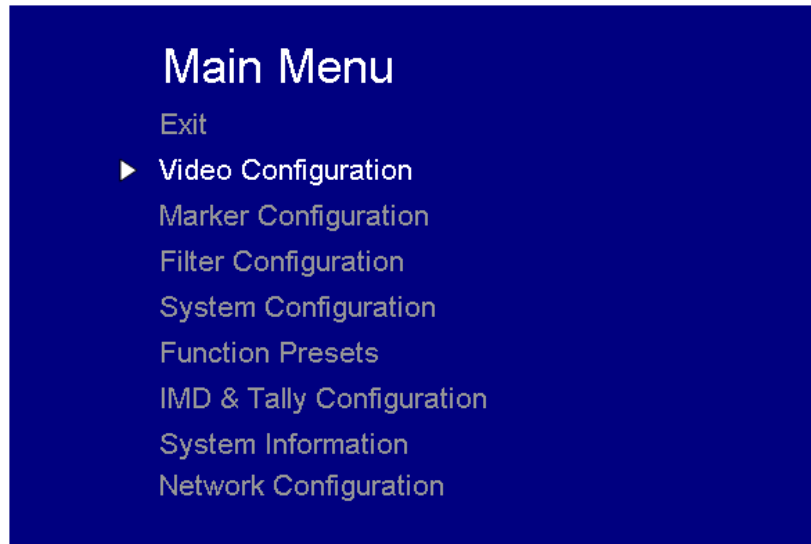 Main Menu
Exit
Video Configuration
Marker Configuration
Filter Configuration
System Configuration
Function Presets
IMD & Tally Configuration
System Information
Network Configuration